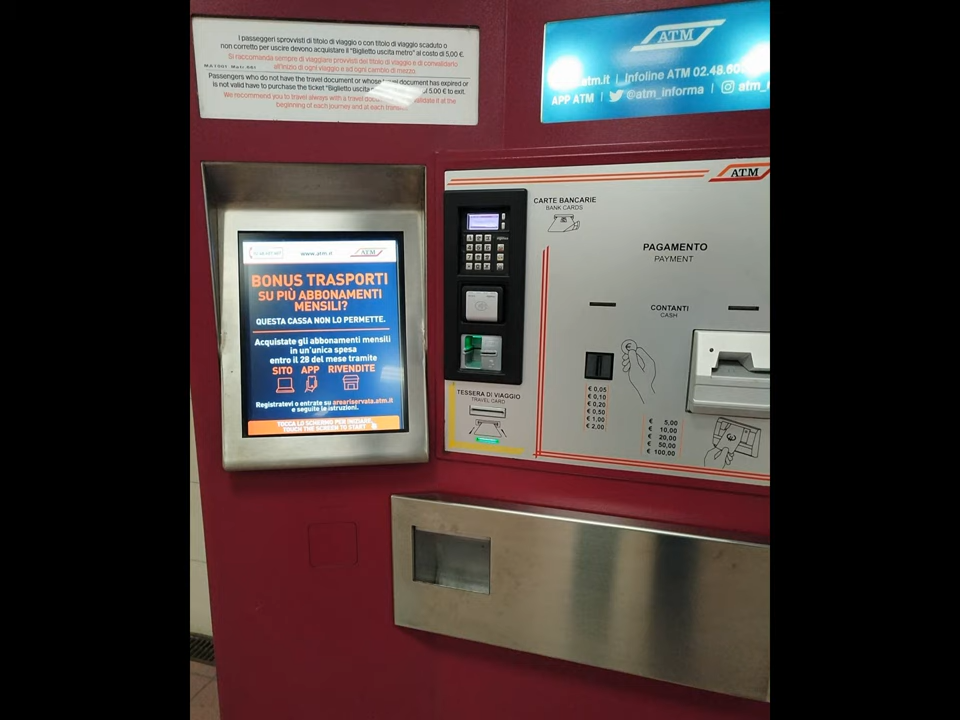 I passeggeri sprovvisti di titolo di viaggio o con titolo di viaggio scaduto o
non corretto per uscire devono acquistare il "Biglietto uscita metro" al costo di 5,00 €.
Si raccomanda sempre di viaggiare provvisti del titolo di viaggio e di convalidarlo
all'inizio di ogni viaggio e ad ogni cambio di mezzo.
Passengers who do not have the travel document or whose travel document has expired or
is not valid have to purchase the ticket "Biglietto uscita of 5.00 € to exit.
We recommend you to travel always with a travel validate it at the
beginning of each journey and at each
ATM
atm.it | Infoline ATM 02.48.60
APP ATM | @atm_informa | atm_
www.atm.it
ATM
BONUS TRASPORTI
SU PIÙ ABBONAMENTI
MENSILI?
QUESTA CASSA NON LO PERMETTE.
Acquistate gli abbonamenti mensili
in un'unica spesa
entro il 28 del mese tramite
SITO APP RIVENDITE
Registratevi o entrate su areariservata.atm.it
e seguite le istruzioni.
TOCCA LO SCHERMO PER INIZIARE
TOUCH THE SCREEN TO START
ATM
CARTE BANCARIE
BANK CARDS
PAGAMENTO
PAYMENT
CONTANTI
CASH
TESSERA DI VIAGGIO
TRAVEL CARD
€ 0,05
€ 0,10
€ 0,20
€ 0,50
€ 1,00
€ 2,00
€ 5,00
€ 10,00
€ 20,00
€ 50,00
€ 100,00